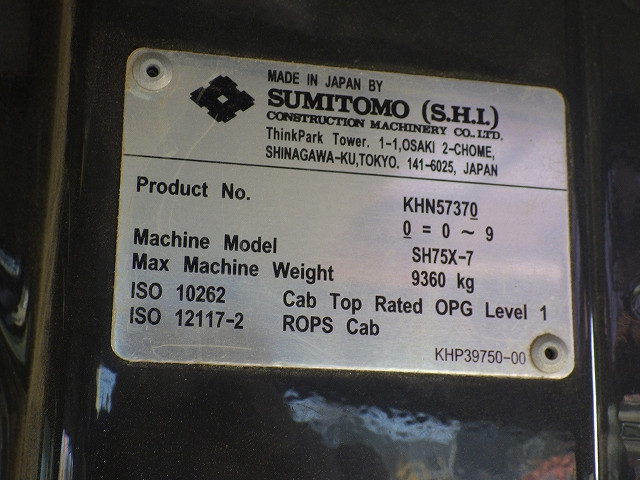 MADE IN JAPAN BY
SUMITOMO (S.H.I.)
CONSTRUCTION MACHINERY CO., LTD.
ThinkPark Tower. 1-1,OSAKI 2-CHOME,
SHINAGAWA-KU,TOKYO. 141-6025, JAPAN
Product No. KHN57370
0 = 0 ~ 9
Machine Model SH75X-7
Max Machine Weight 9360 kg
ISO 10262 Cab Top Rated OPG Level 1
ISO 12117-2 ROPS Cab
KHP39750-00